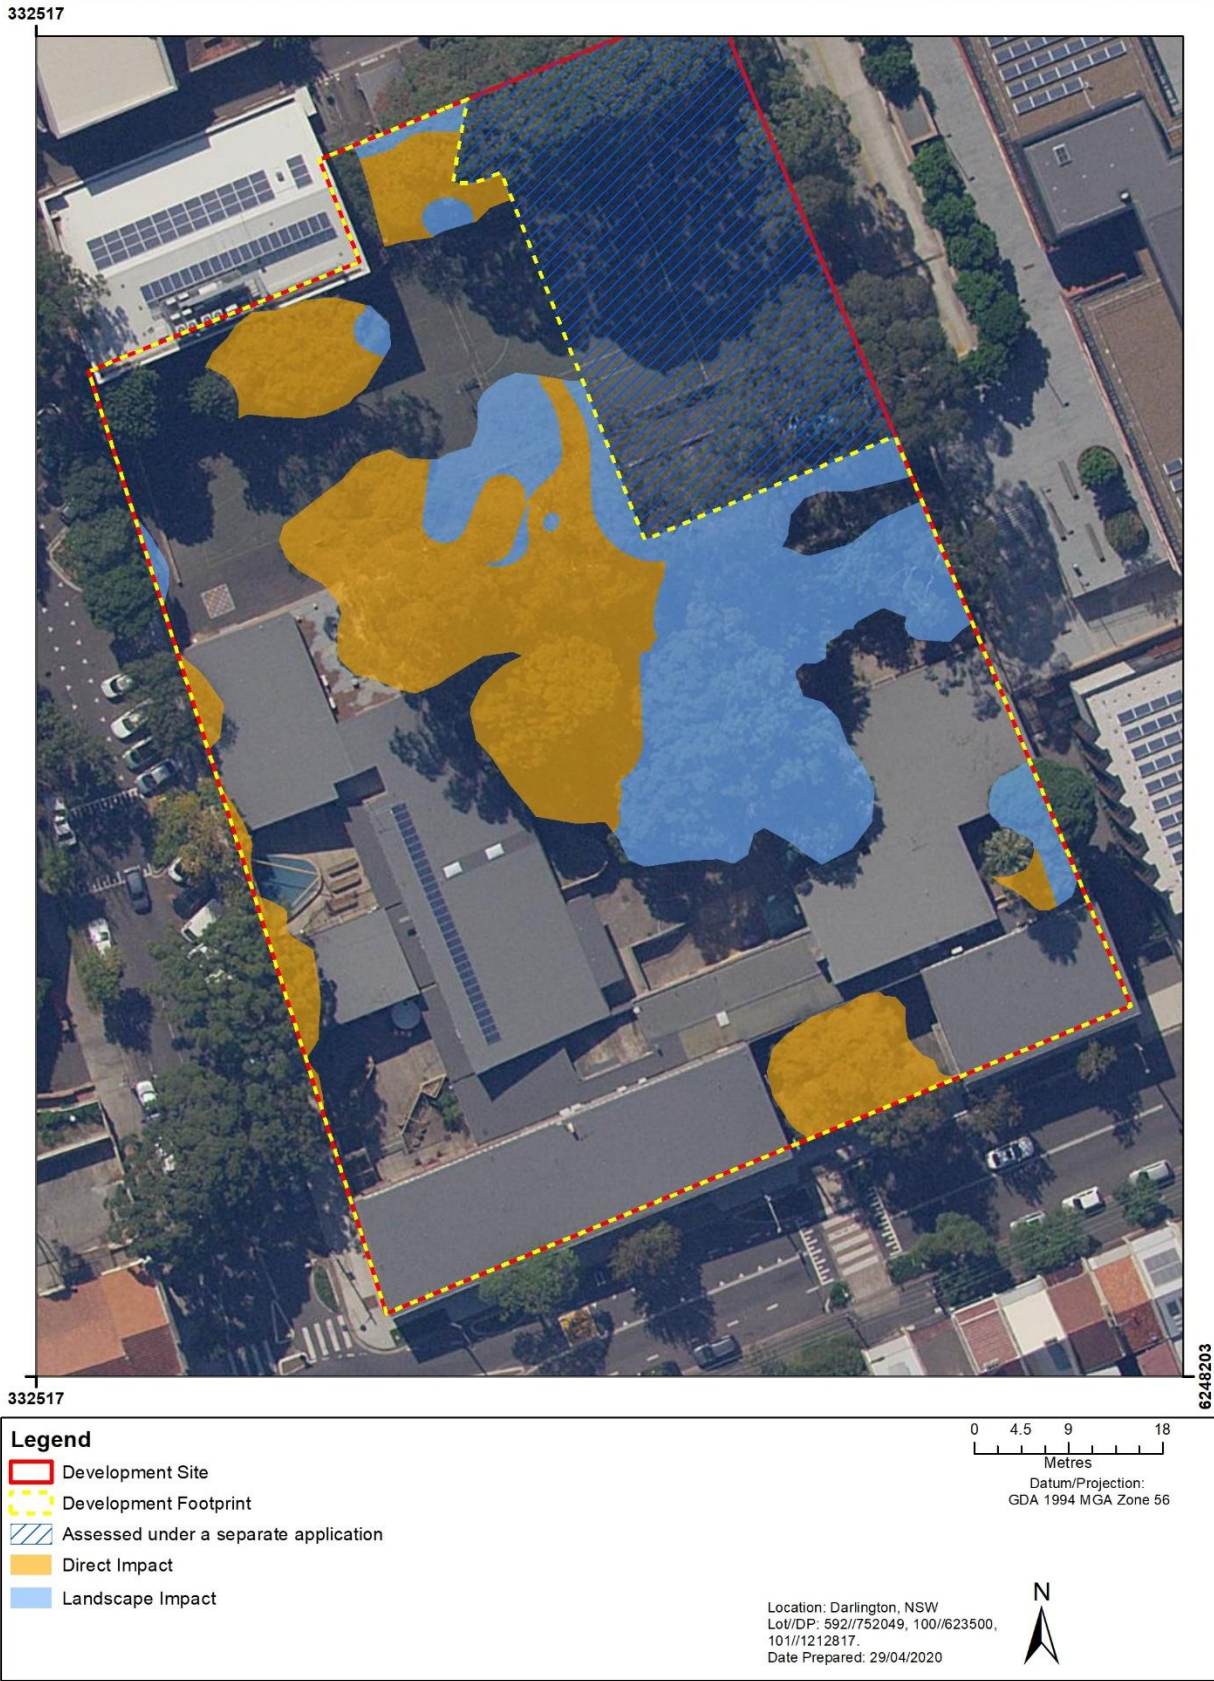 332517
332517
6248203
Legend
Development Site
Development Footprint
Assessed under a separate application
Direct Impact
Landscape Impact
0 4.5 9 18
Metres
Datum/Projection:
GDA 1994 MGA Zone 56
N
Location: Darlington, NSW
Lot//DP: 592//752049, 100//623500,
101//1212817.
Date Prepared: 29/04/2020